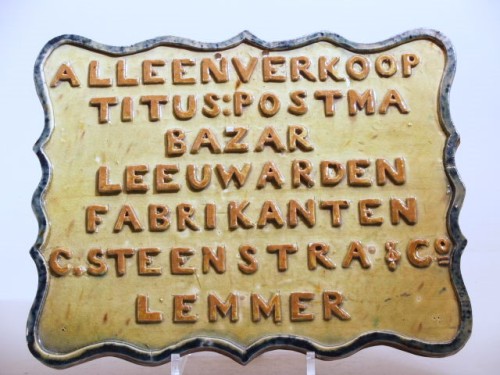 ALLEENVERKOOP
TITUS:POSTMA
BAZAR
LEEUWARDEN
FABRIKANTEN
C.STEENSTRA & Cº
LEMMER